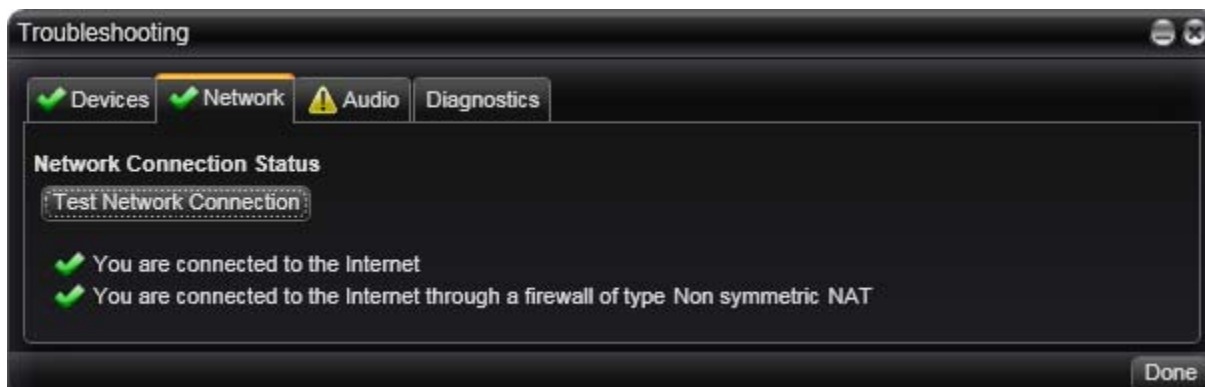 Troubleshooting
Devices Network Audio Diagnostics
Network Connection Status
Test Network Connection
You are connected to the Internet
You are connected to the Internet through a firewall of type Non symmetric NAT
Done